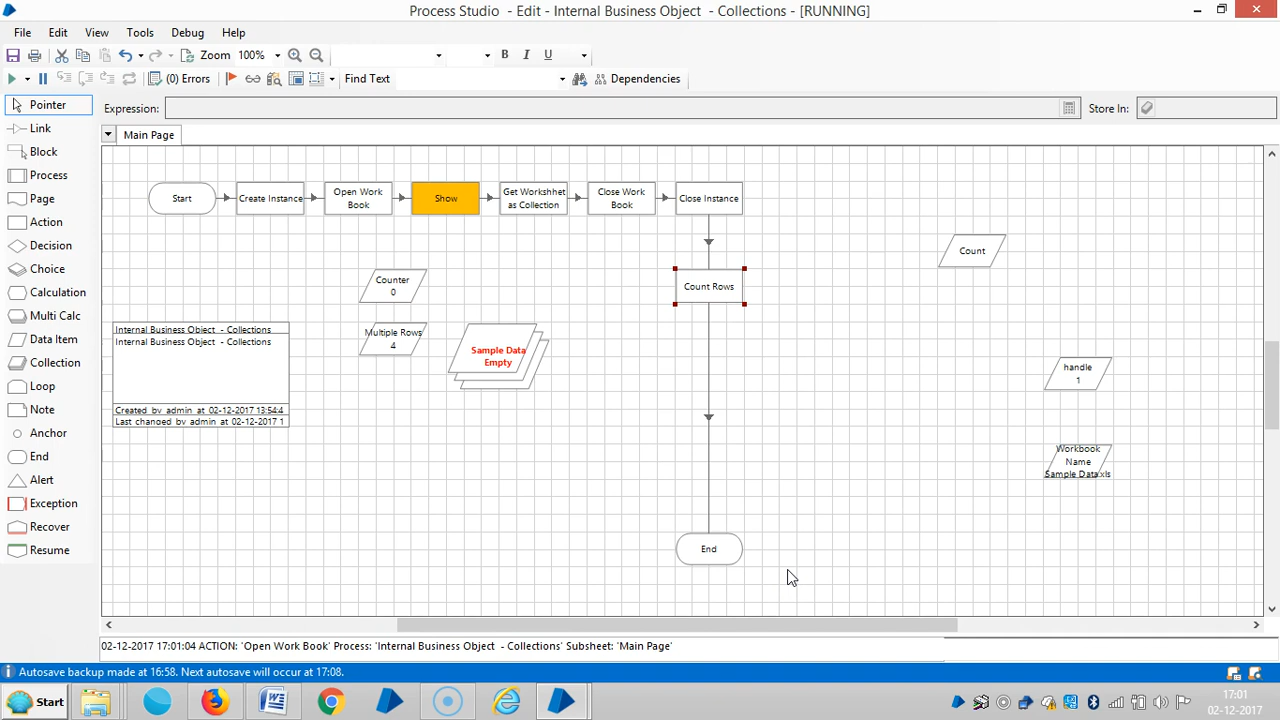 Process Studio - Edit - Internal Business Object - Collections - [RUNNING]
File Edit View Tools Debug Help
Zoom 100% B I U
(0) Errors Find Text Dependencies
Expression: Store In:
Pointer
Link
Block
Process
Page
Action
Decision
Choice
Calculation
Multi Calc
Data Item
Collection
Loop
Note
Anchor
End
Alert
Exception
Recover
Resume
Main Page
Start
Create Instance
Open Work
Book
Show
Get Workshhet
as Collection
Close Work
Book
Close Instance
Count
Counter
0
Count Rows
Multiple Rows
4
Sample Data
Empty
Internal Business Object - Collections
Internal Business Object - Collections
Created by admin at 02-12-2017 13:54:4
Last changed by admin at 02-12-2017 1
handle
1
Workbook
Name
Sample Data.xls
End
02-12-2017 17:01:04 ACTION: 'Open Work Book' Process: 'Internal Business Object - Collections' Subsheet: 'Main Page'
Autosave backup made at 16:58. Next autosave will occur at 17:08.
Start
17:01
02-12-2017